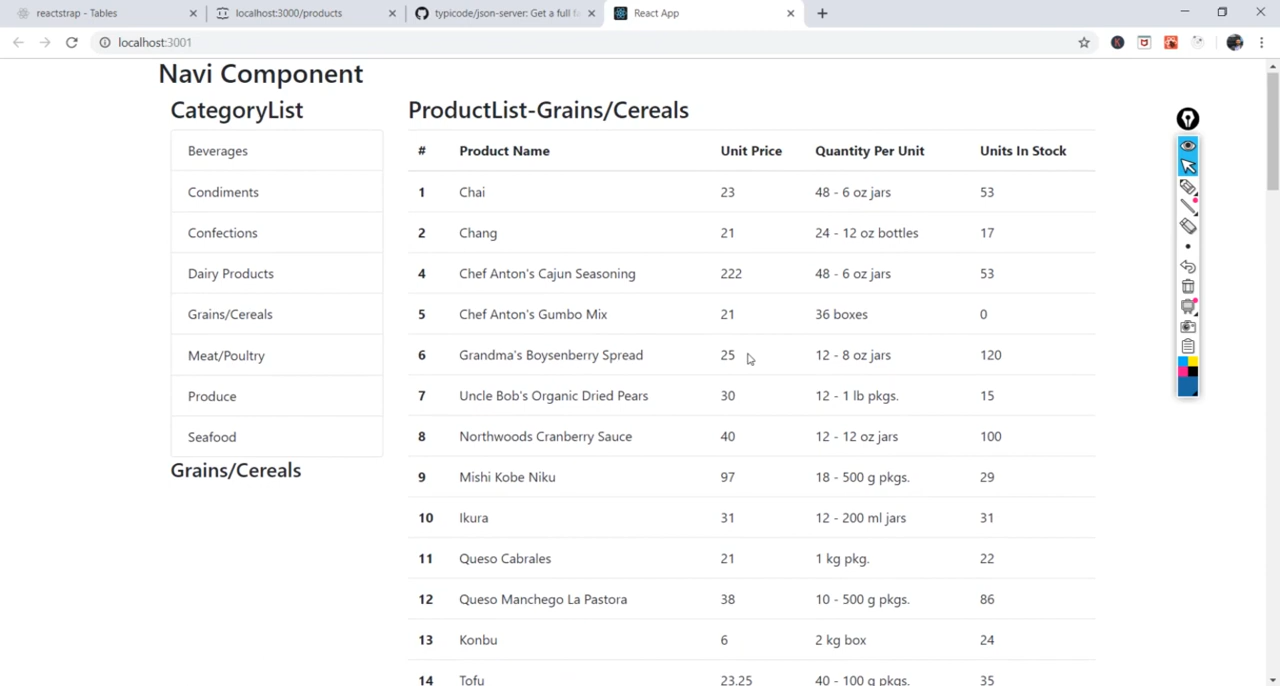 reactstrap - Tables
localhost:3000/products
typicode/json-server: Get a full f
React App
localhost:3001
Navi Component
CategoryList
Beverages
Condiments
Confections
Dairy Products
Grains/Cereals
Meat/Poultry
Produce
Seafood
Grains/Cereals
ProductList-Grains/Cereals
# Product Name Unit Price Quantity Per Unit Units In Stock
1 Chai 23 48 - 6 oz jars 53
2 Chang 21 24 - 12 oz bottles 17
4 Chef Anton's Cajun Seasoning 222 48 - 6 oz jars 53
5 Chef Anton's Gumbo Mix 21 36 boxes 0
6 Grandma's Boysenberry Spread 25 12 - 8 oz jars 120
7 Uncle Bob's Organic Dried Pears 30 12 - 1 lb pkgs. 15
8 Northwoods Cranberry Sauce 40 12 - 12 oz jars 100
9 Mishi Kobe Niku 97 18 - 500 g pkgs. 29
10 Ikura 31 12 - 200 ml jars 31
11 Queso Cabrales 21 1 kg pkg. 22
12 Queso Manchego La Pastora 38 10 - 500 g pkgs. 86
13 Konbu 6 2 kg box 24
14 Tofu 23.25 40 - 100 g pkgs. 35